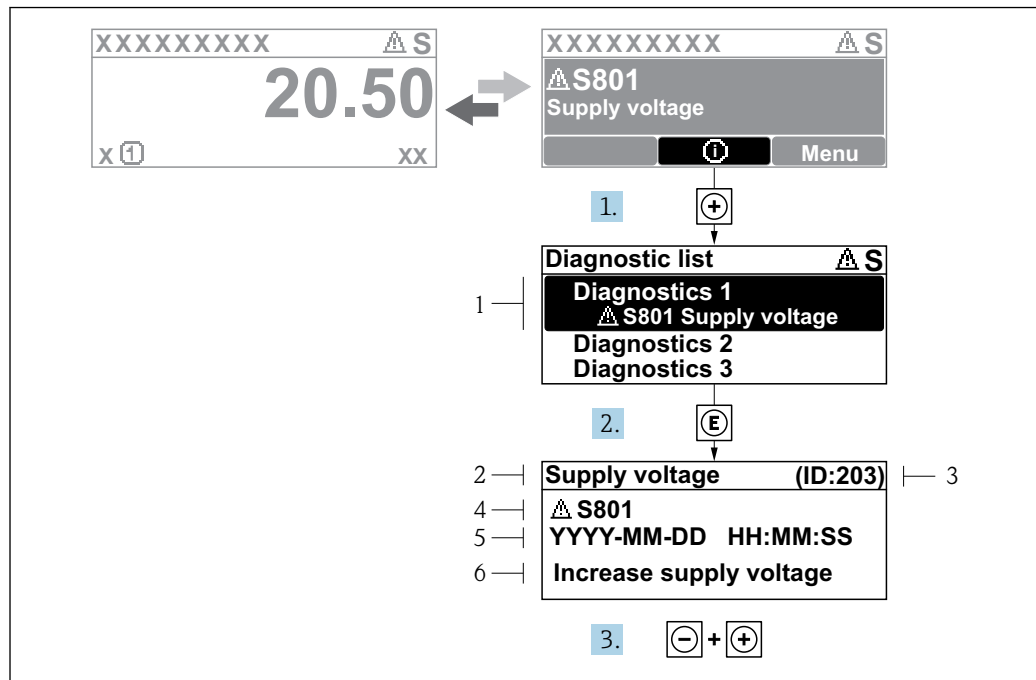 XXXXXXXXX ⚠ S
20.50
X ① XX
XXXXXXXXX ⚠ S
⚠ S801
Supply voltage
ⓘ Menu
1. +
Diagnostic list ⚠ S
1
Diagnostics 1
⚠ S801 Supply voltage
Diagnostics 2
Diagnostics 3
2. E
2 Supply voltage (ID:203) 3
4 ⚠ S801
5 YYYY-MM-DD HH:MM:SS
6 Increase supply voltage
3. - + +